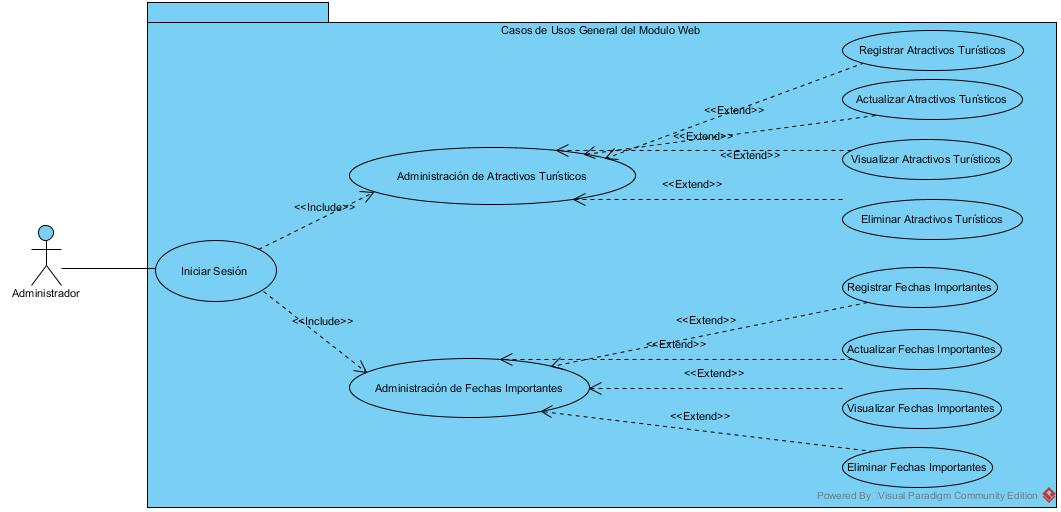 Casos de Usos General del Modulo Web
Registrar Atractivos Turísticos
Actualizar Atractivos Turísticos
<<Extend>>
<<Extend>>
<<Extend>>
Visualizar Atractivos Turísticos
Administración de Atractivos Turísticos
<<Extend>>
<<Include>>
Eliminar Atractivos Turísticos
Iniciar Sesión
Administrador
Registrar Fechas Importantes
<<Include>>
<<Extend>>
<<Extend>>
Actualizar Fechas Importantes
<<Extend>>
Administración de Fechas Importantes
Visualizar Fechas Importantes
<<Extend>>
Eliminar Fechas Importantes
Powered By Visual Paradigm Community Edition